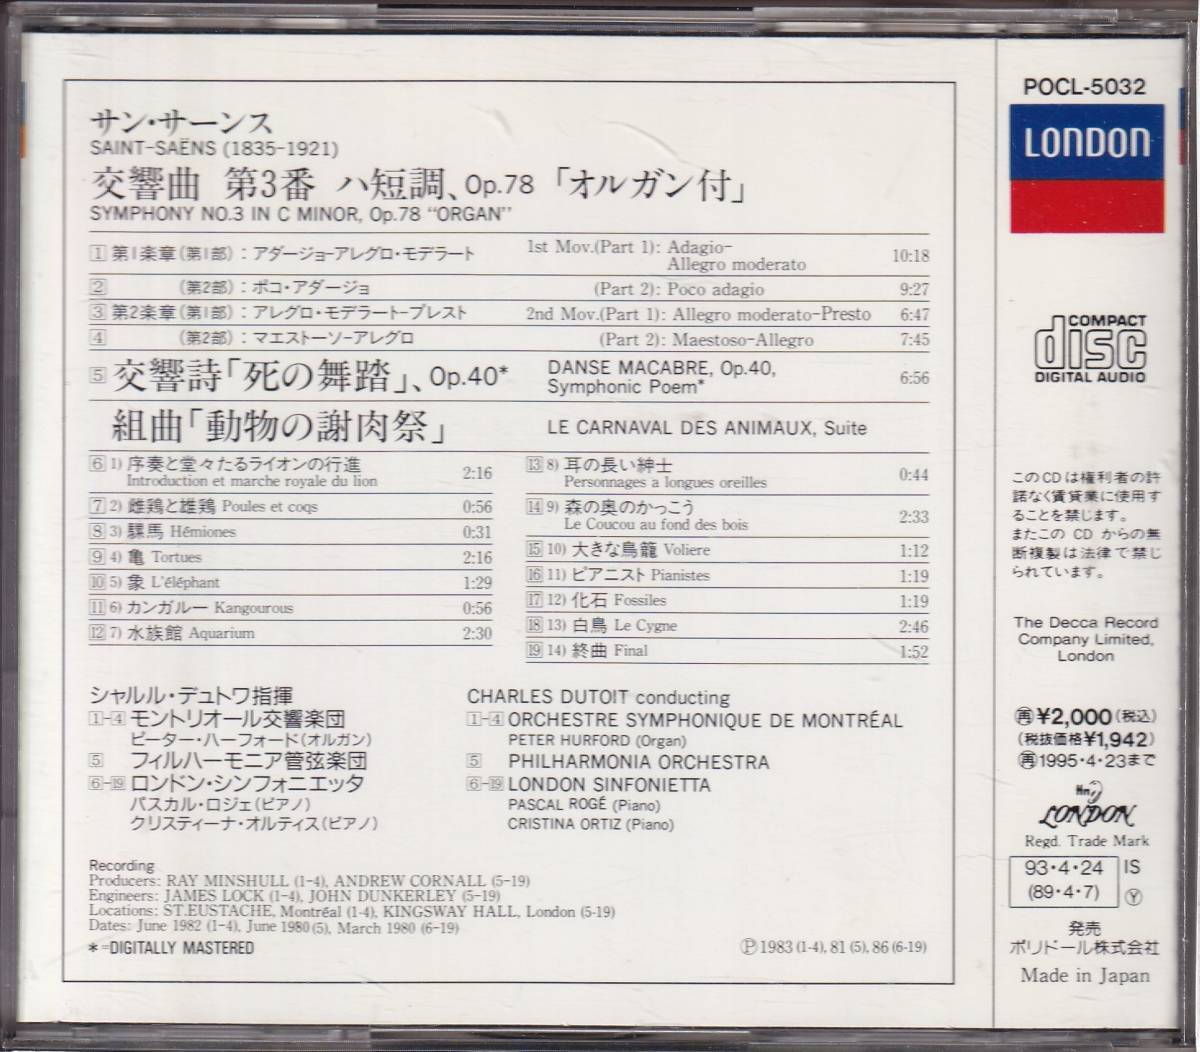 サン・サーンス
SAINT-SAËNS (1835-1921)
交響曲 第3番 ハ短調、Op.78 「オルガン付」
SYMPHONY NO.3 IN C MINOR, Op.78 "ORGAN"
1 第1楽章(第1部):アダージョ-アレグロ・モデラート 1st Mov.(Part 1): Adagio-
Allegro moderato 10:18
2 (第2部):ポコ・アダージョ (Part 2): Poco adagio 9:27
3 第2楽章(第1部):アレグロ・モデラート-プレスト 2nd Mov.(Part 1): Allegro moderato-Presto 6:47
4 (第2部):マエストーソ-アレグロ (Part 2): Maestoso-Allegro 7:45
5 交響詩「死の舞踏」、Op.40* DANSE MACABRE, Op.40,
Symphonic Poem* 6:56
組曲「動物の謝肉祭」 LE CARNAVAL DES ANIMAUX, Suite
6 1) 序奏と堂々たるライオンの行進
Introduction et marche royale du lion 2:16
7 2) 雌鶏と雄鶏 Poules et coqs 0:56
8 3) 騾馬 Hémiones 0:31
9 4) 亀 Tortues 2:16
10 5) 象 L'éléphant 1:29
11 6) カンガルー Kangourous 0:56
12 7) 水族館 Aquarium 2:30
13 8) 耳の長い紳士
Personnages a longues oreilles 0:44
14 9) 森の奥のかっこう
Le Coucou au fond des bois 2:33
15 10) 大きな鳥籠 Voliere 1:12
16 11) ピアニスト Pianistes 1:19
17 12) 化石 Fossiles 1:19
18 13) 白鳥 Le Cygne 2:46
19 14) 終曲 Final 1:52
シャルル・デュトワ指揮
1-4 モントリオール交響楽団
ピーター・ハーフォード(オルガン)
5 フィルハーモニア管弦楽団
6-19 ロンドン・シンフォニエッタ
パスカル・ロジェ(ピアノ)
クリスティーナ・オルティス(ピアノ)
CHARLES DUTOIT conducting
1-4 ORCHESTRE SYMPHONIQUE DE MONTRÉAL
PETER HURFORD (Organ)
5 PHILHARMONIA ORCHESTRA
6-19 LONDON SINFONIETTA
PASCAL ROGÉ (Piano)
CRISTINA ORTIZ (Piano)
Recording
Producers: RAY MINSHULL (1-4), ANDREW CORNALL (5-19)
Engineers: JAMES LOCK (1-4), JOHN DUNKERLEY (5-19)
Locations: ST.EUSTACHE, Montréal (1-4), KINGSWAY HALL, London (5-19)
Dates: June 1982 (1-4), June 1980 (5), March 1980 (6-19)
*=DIGITALLY MASTERED
Ⓟ1983 (1-4), 81 (5), 86 (6-19)
POCL-5032
LONDON
COMPACT
disc
DIGITAL AUDIO
このCDは権利者の許
諾なく賃貸業に使用す
ることを禁じます。
またこの CD からの無
断複製は法律で禁じ
られています。
The Decca Record
Company Limited,
London
㊞¥2,000(税込)
(税抜価格¥1,942)
再1995・4・23まで
LONDON
Regd. Trade Mark
93・4・24 IS
(89・4・7) Ⓨ
発売
ポリドール株式会社
Made in Japan